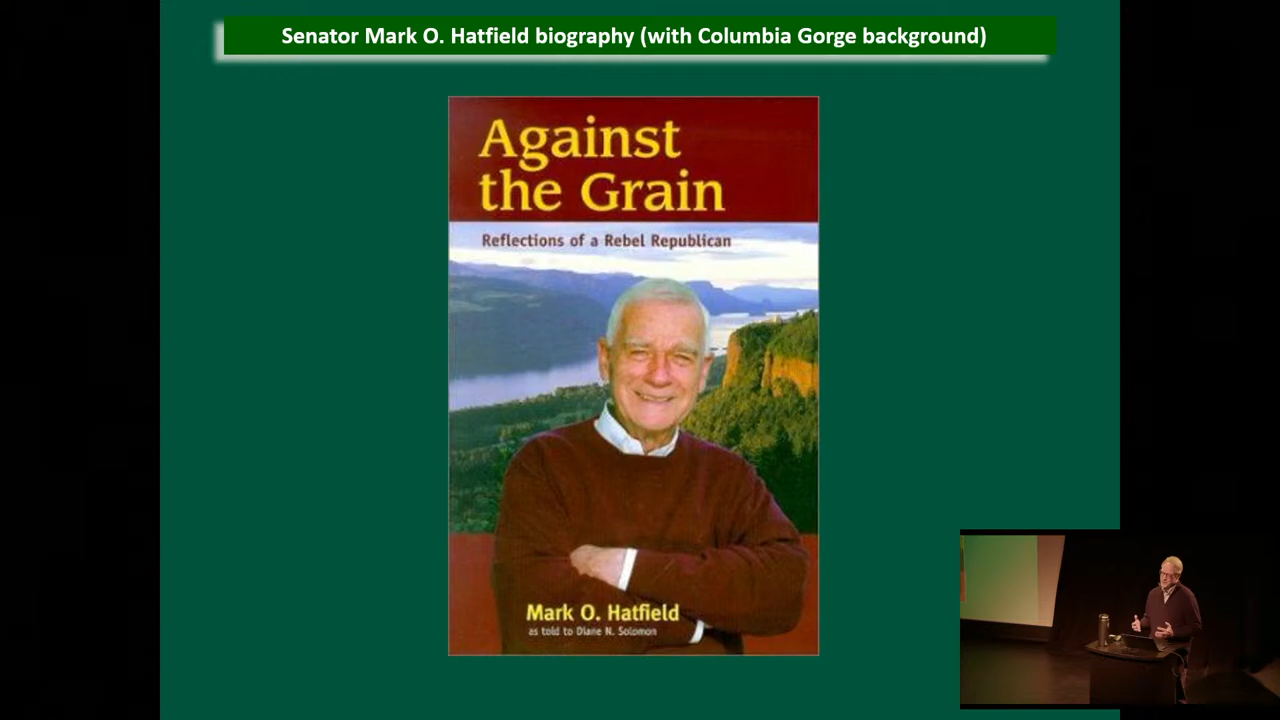 Senator Mark O. Hatfield biography (with Columbia Gorge background)
Against
the Grain
Reflections of a Rebel Republican
Mark O. Hatfield
as told to Diane N. Solomon